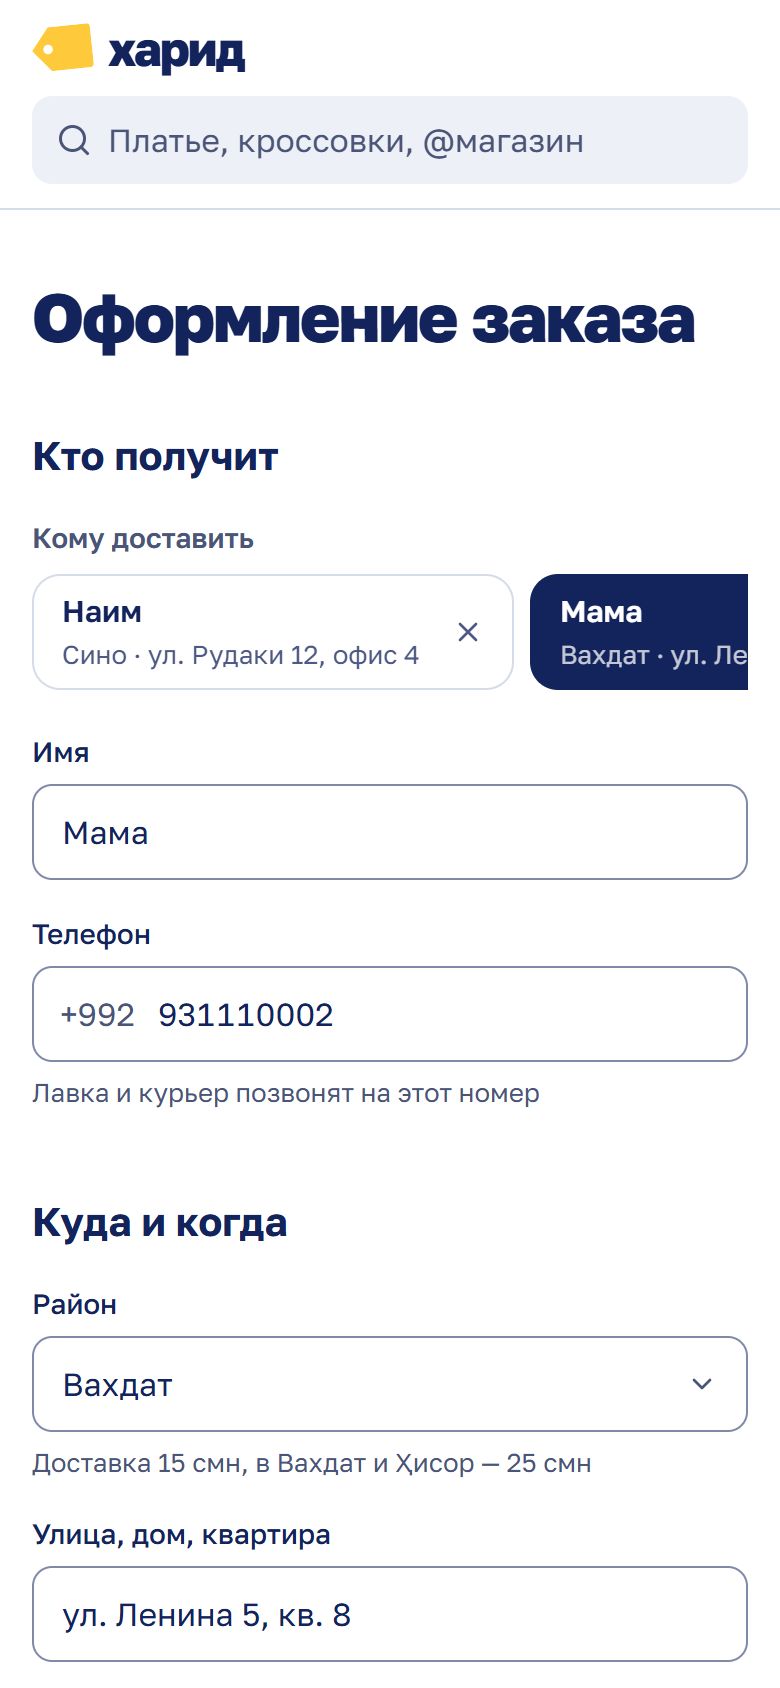 харид
Платье, кроссовки, @магазин
Оформление заказа
Кто получит
Кому доставить
Наим
Сино · ул. Рудаки 12, офис 4
Мама
Вахдат · ул. Ле
Имя
Мама
Телефон
+992 931110002
Лавка и курьер позвонят на этот номер
Куда и когда
Район
Вахдат
Доставка 15 смн, в Вахдат и Ҳисор — 25 смн
Улица, дом, квартира
ул. Ленина 5, кв. 8